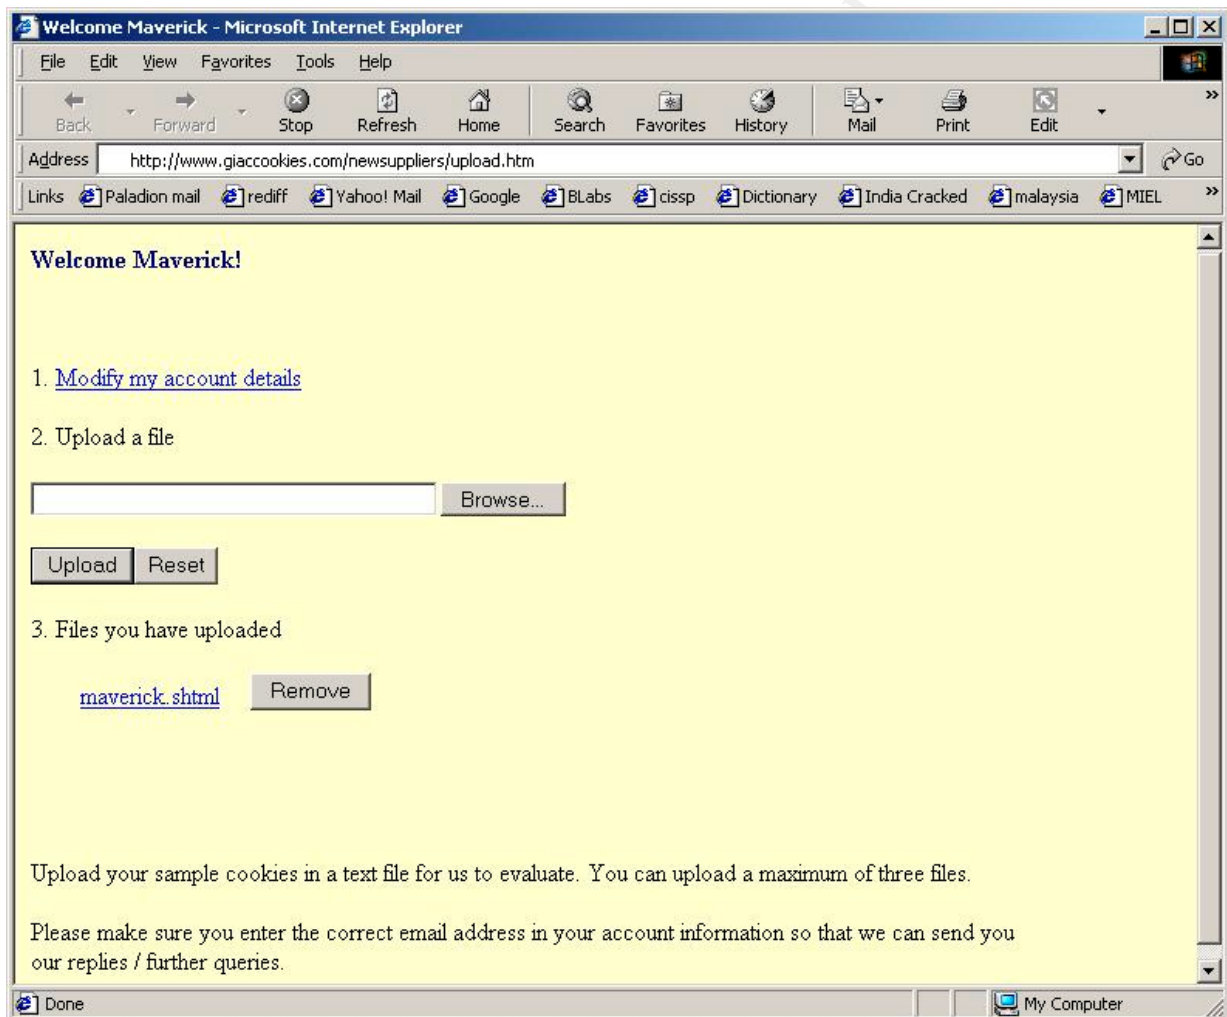 Welcome Maverick - Microsoft Internet Explorer
File Edit View Favorites Tools Help
Back Forward Stop Refresh Home Search Favorites History Mail Print Edit »
Address http://www.giaccookies.com/newsuppliers/upload.htm Go
Links Paladion mail rediff Yahoo! Mail Google BLabs cissp Dictionary India Cracked malaysia MIEL »
Welcome Maverick!
1. Modify my account details
2. Upload a file
Browse...
Upload Reset
3. Files you have uploaded
maverick.shtml Remove
Upload your sample cookies in a text file for us to evaluate. You can upload a maximum of three files.
Please make sure you enter the correct email address in your account information so that we can send you
our replies / further queries.
Done My Computer